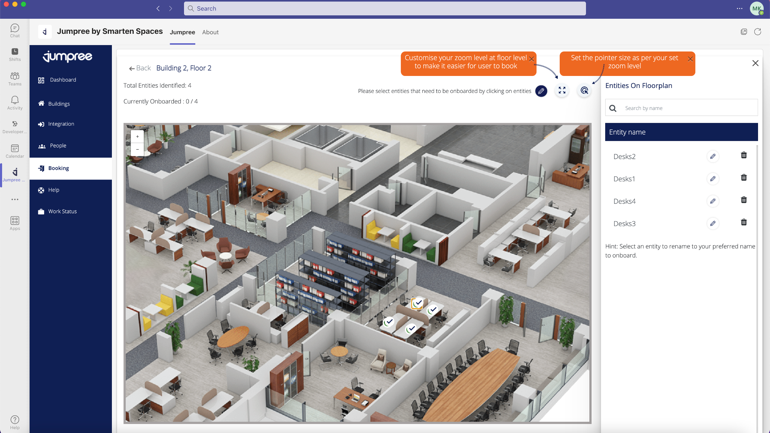 Search
MK
Jumpree by Smarten Spaces
Jumpree
About
Chat
Shifts
Teams
Activity
Developer...
Calendar
Jumpree ...
Apps
Help
Jumpree
Dashboard
Buildings
Integration
People
Booking
Help
Work Status
Back
Building 2, Floor 2
Total Entities Identified: 4
Currently Onboarded : 0 / 4
Customise your zoom level at floor level
to make it easier for user to book
Set the pointer size as per your set
zoom level
Please select entities that need to be onboarded by clicking on entities
Entities On Floorplan
Search by name
Entity name
Desks2
Desks1
Desks4
Desks3
Hint: Select an entity to rename to your preferred name
to onboard.